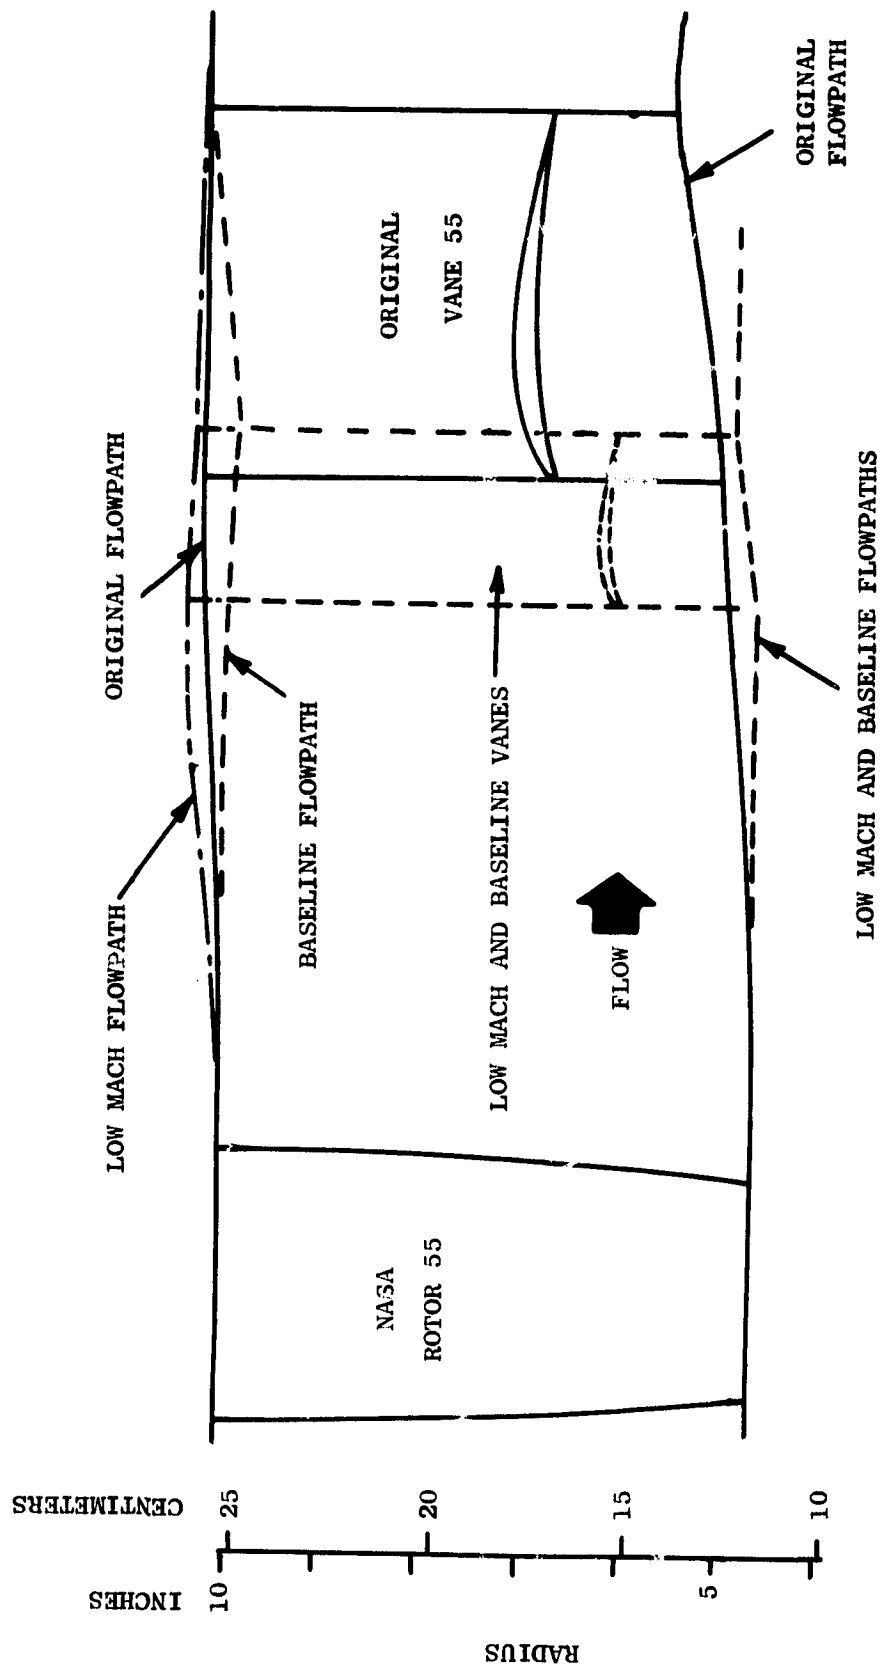 LOW MACH FLOWPATH
ORIGINAL FLOWPATH
BASELINE FLOWPATH
NASA
ROTOR 55
LOW MACH AND BASELINE VANES
FLOW
ORIGINAL
VANE 55
ORIGINAL
FLOWPATH
LOW MACH AND BASELINE FLOWPATHS
RADIUS
INCHES
10
5
CENTIMETERS
25
20
15
10